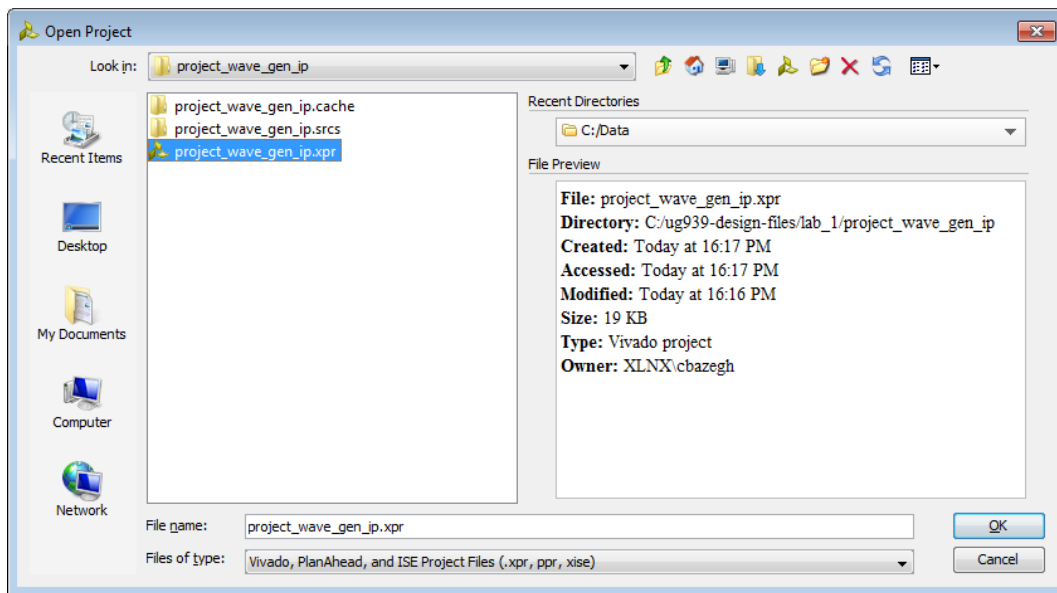 Open Project
Look in: project_wave_gen_ip
Recent Items
Desktop
My Documents
Computer
Network
project_wave_gen_ip.cache
project_wave_gen_ip.srcs
project_wave_gen_ip.xpr
Recent Directories
C:/Data
File Preview
File: project_wave_gen_ip.xpr
Directory: C:/ug939-design-files/lab_1/project_wave_gen_ip
Created: Today at 16:17 PM
Accessed: Today at 16:17 PM
Modified: Today at 16:16 PM
Size: 19 KB
Type: Vivado project
Owner: XLNX\cbazegh
File name: project_wave_gen_ip.xpr
OK
Files of type: Vivado, PlanAhead, and ISE Project Files (.xpr, ppr, xise)
Cancel